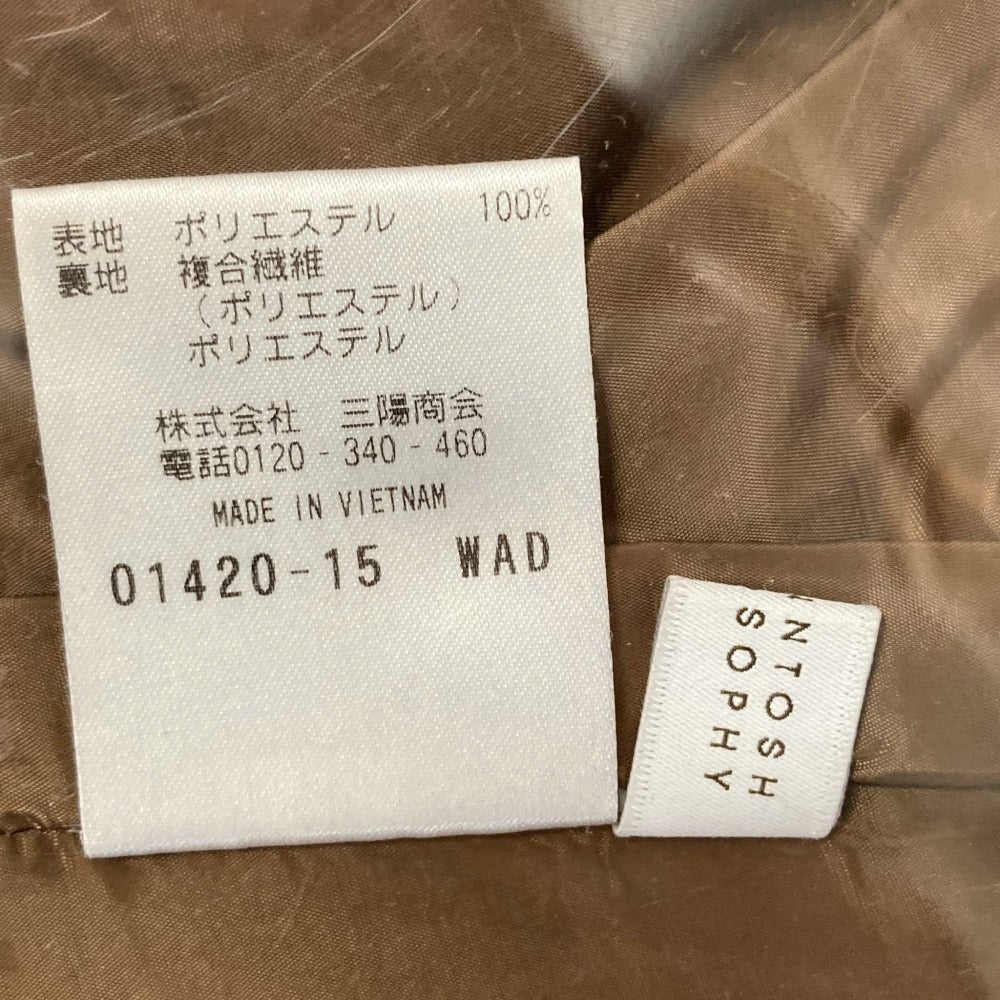 表地 ポリエステル 100%
裏地 複合繊維
(ポリエステル)
ポリエステル
株式会社 三陽商会
電話0120-340-460
MADE IN VIETNAM
01420-15 WAD
NTOSH
SOPHY